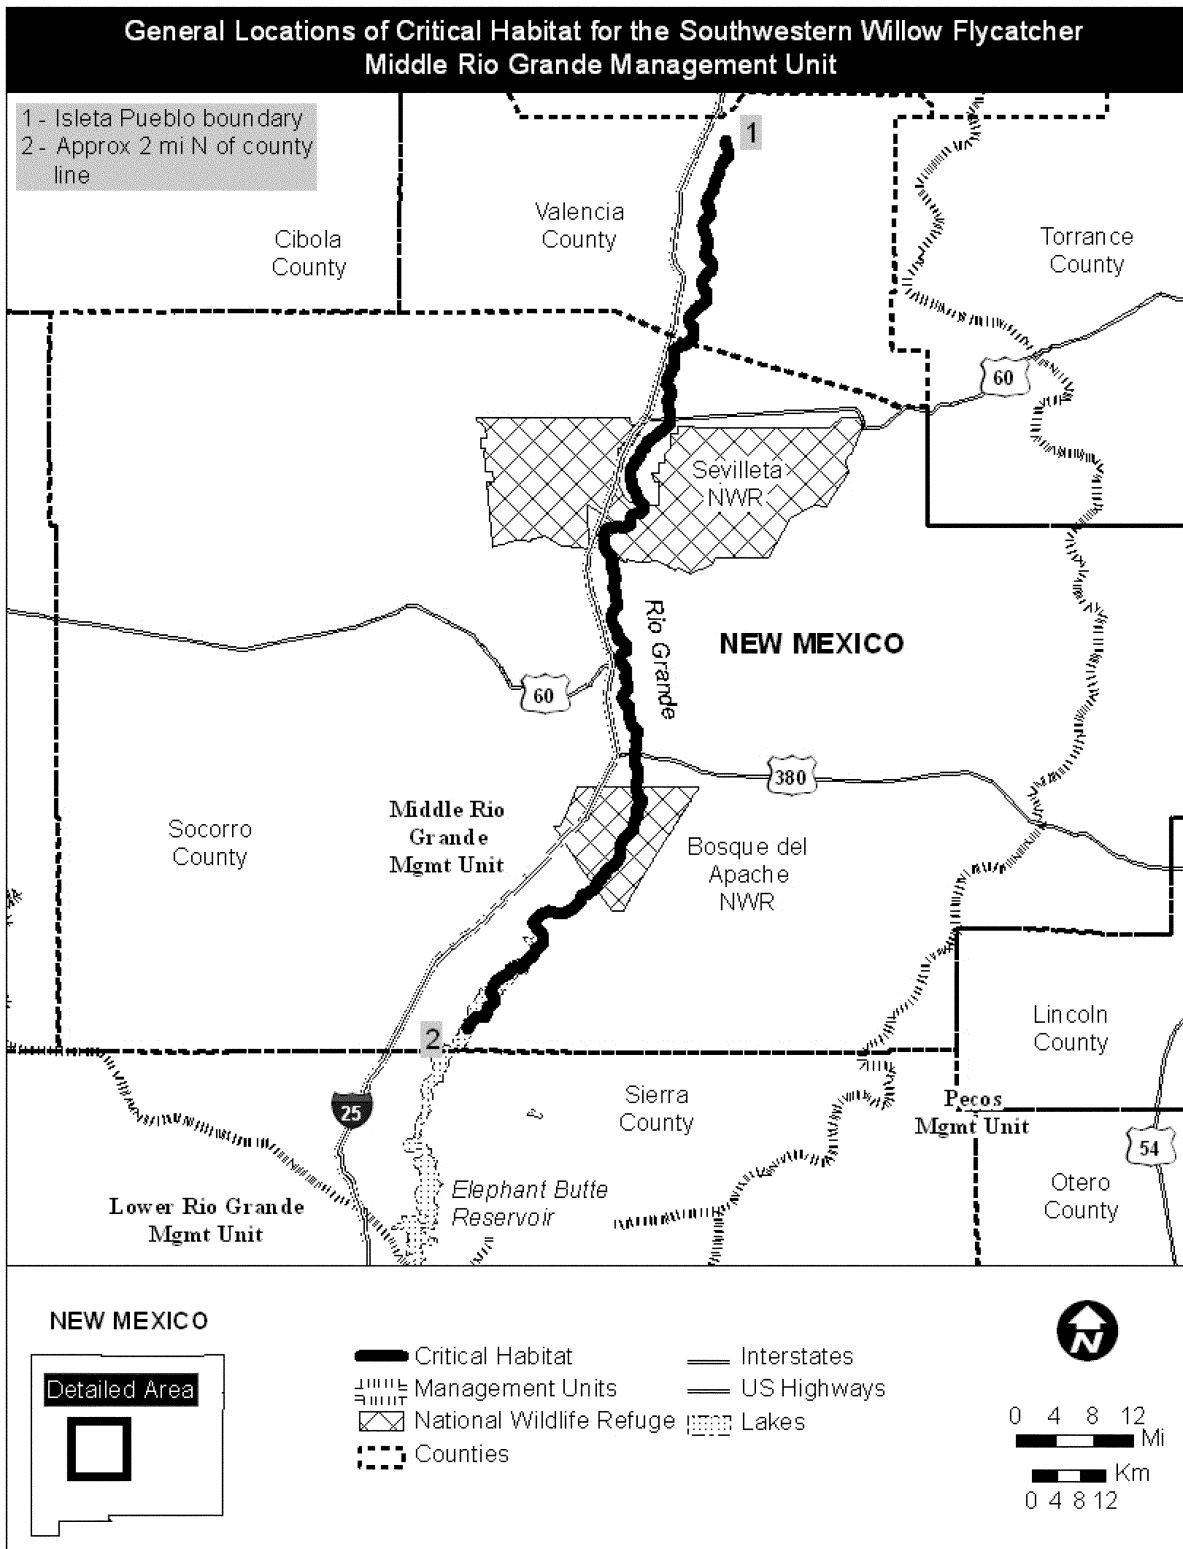 General Locations of Critical Habitat for the Southwestern Willow Flycatcher
Middle Rio Grande Management Unit
1 - Isleta Pueblo boundary
2 - Approx 2 mi N of county
line
1
Valencia
County
Cibola
County
Torrance
County
60
Sevilleta
NWR
Rio Grande
NEW MEXICO
60
380
Middle Rio
Grande
Mgmt Unit
Socorro
County
Bosque del
Apache
NWR
2
Lincoln
County
Sierra
County
Pecos
Mgmt Unit
25
54
Elephant Butte
Reservoir
Lower Rio Grande
Mgmt Unit
Otero
County
NEW MEXICO
Detailed Area
Critical Habitat
Management Units
National Wildlife Refuge
Counties
Interstates
US Highways
Lakes
N
0 4 8 12
Mi
Km
0 4 8 12